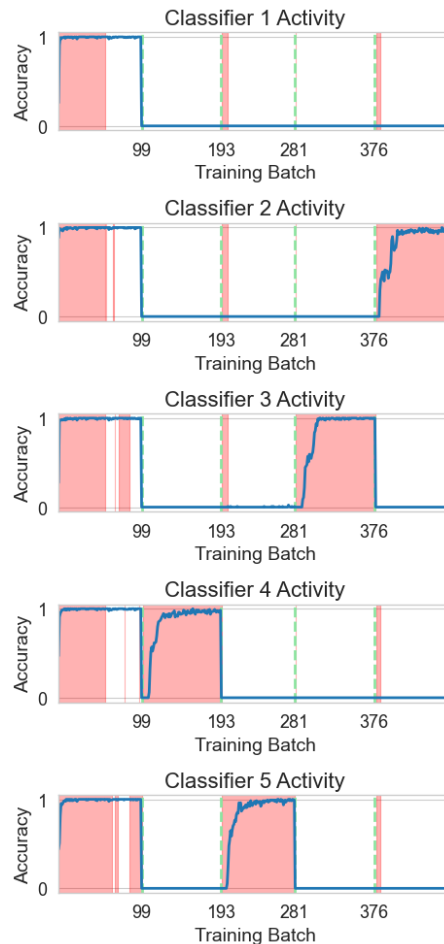 Classifier 1 Activity
1
Accuracy
0
99 193 281 376
Training Batch
Classifier 2 Activity
1
Accuracy
0
99 193 281 376
Training Batch
Classifier 3 Activity
1
Accuracy
0
99 193 281 376
Training Batch
Classifier 4 Activity
1
Accuracy
0
99 193 281 376
Training Batch
Classifier 5 Activity
1
Accuracy
0
99 193 281 376
Training Batch